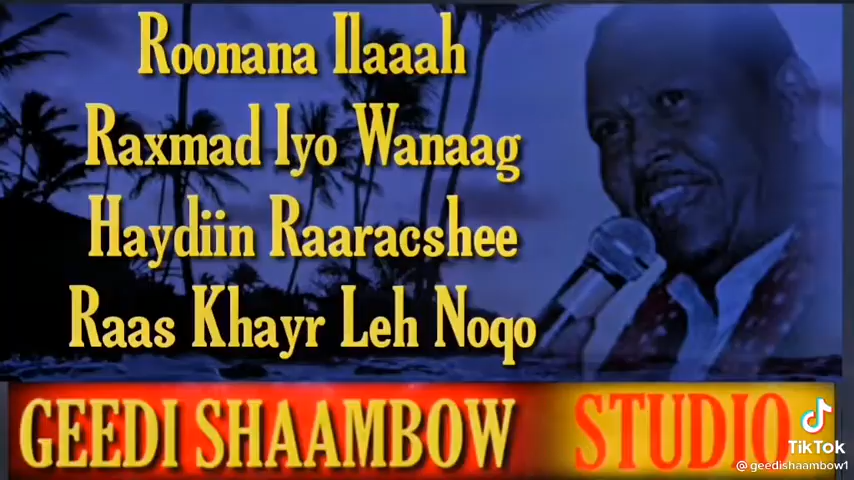 Roonana Ilaaah
Raxmad Iyo Wanaag
Haydiin Raaracshee
Raas Khayr Leh Noqo
GEEDI SHAAMBOW STUDIO
TikTok
@geedishaambow1